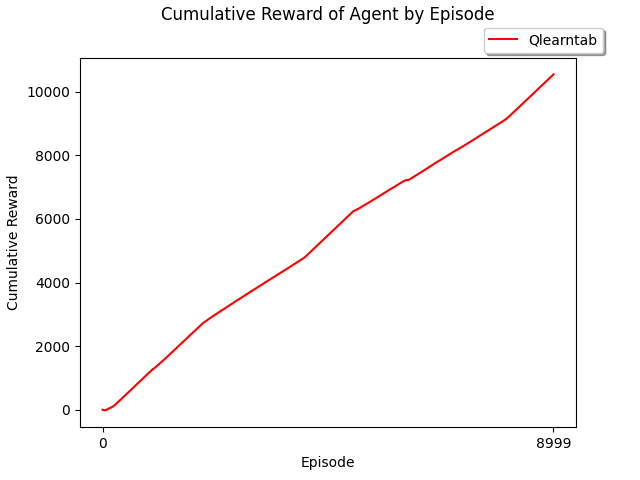 Cumulative Reward of Agent by Episode
Qlearntab
10000
8000
6000
4000
2000
0
Cumulative Reward
0
8999
Episode